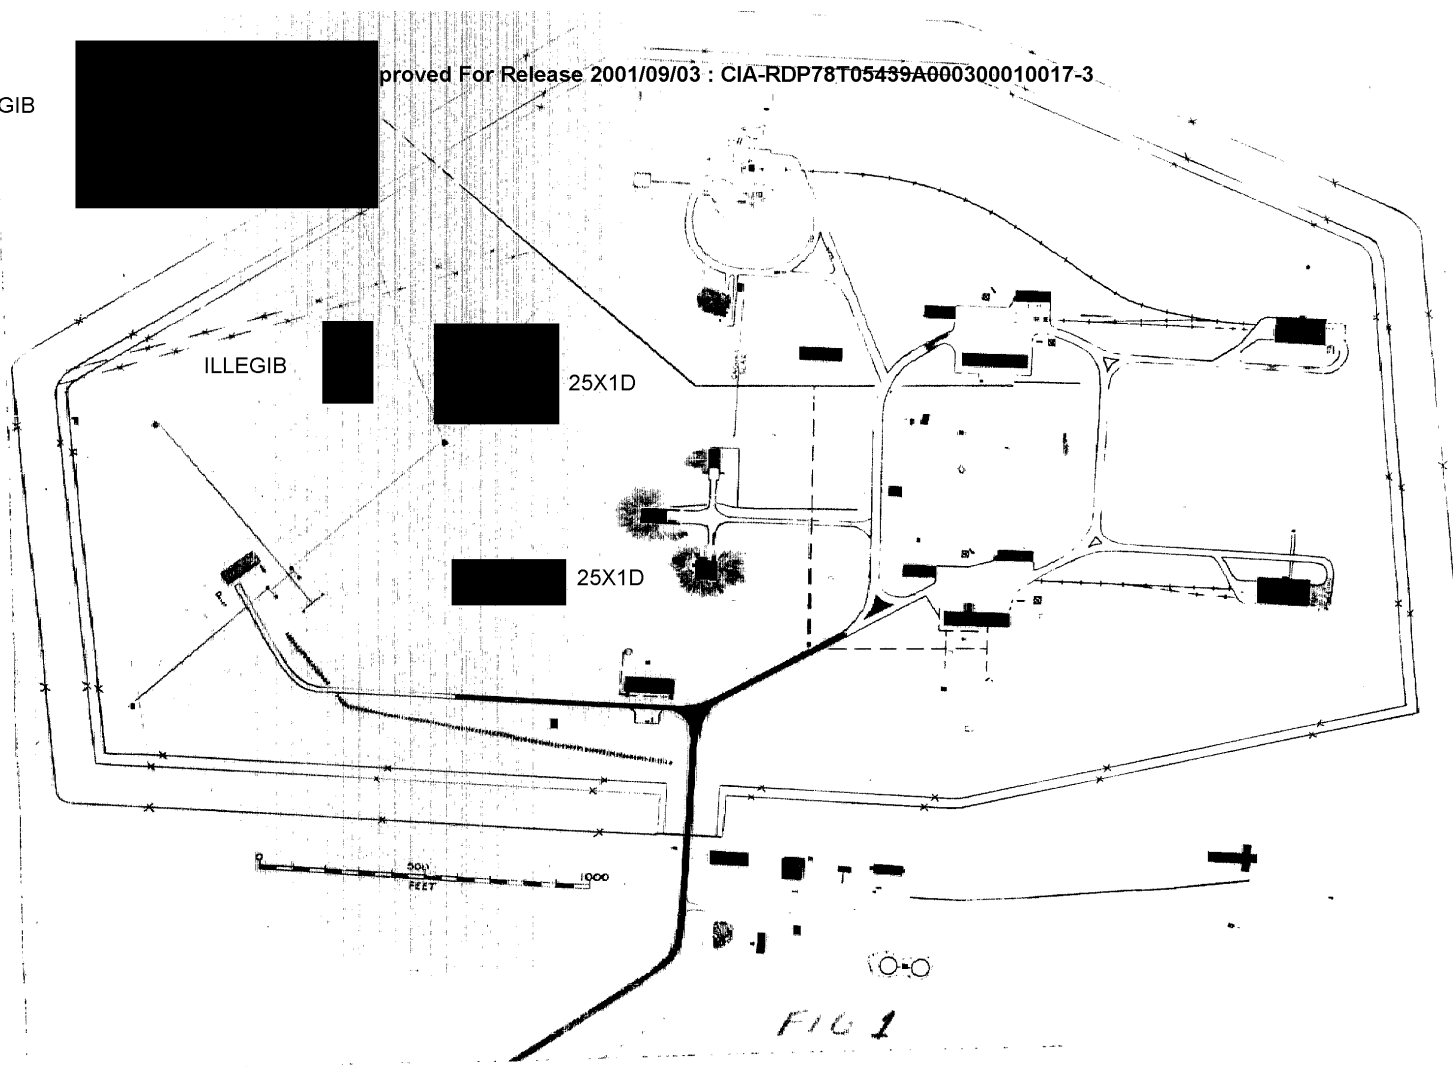 proved For Release 2001/09/03 : CIA-RDP78T05439A000300010017-3
GIB
ILLEGIB
25X1D
25X1D
0
500
1000
FEET
FIG 1